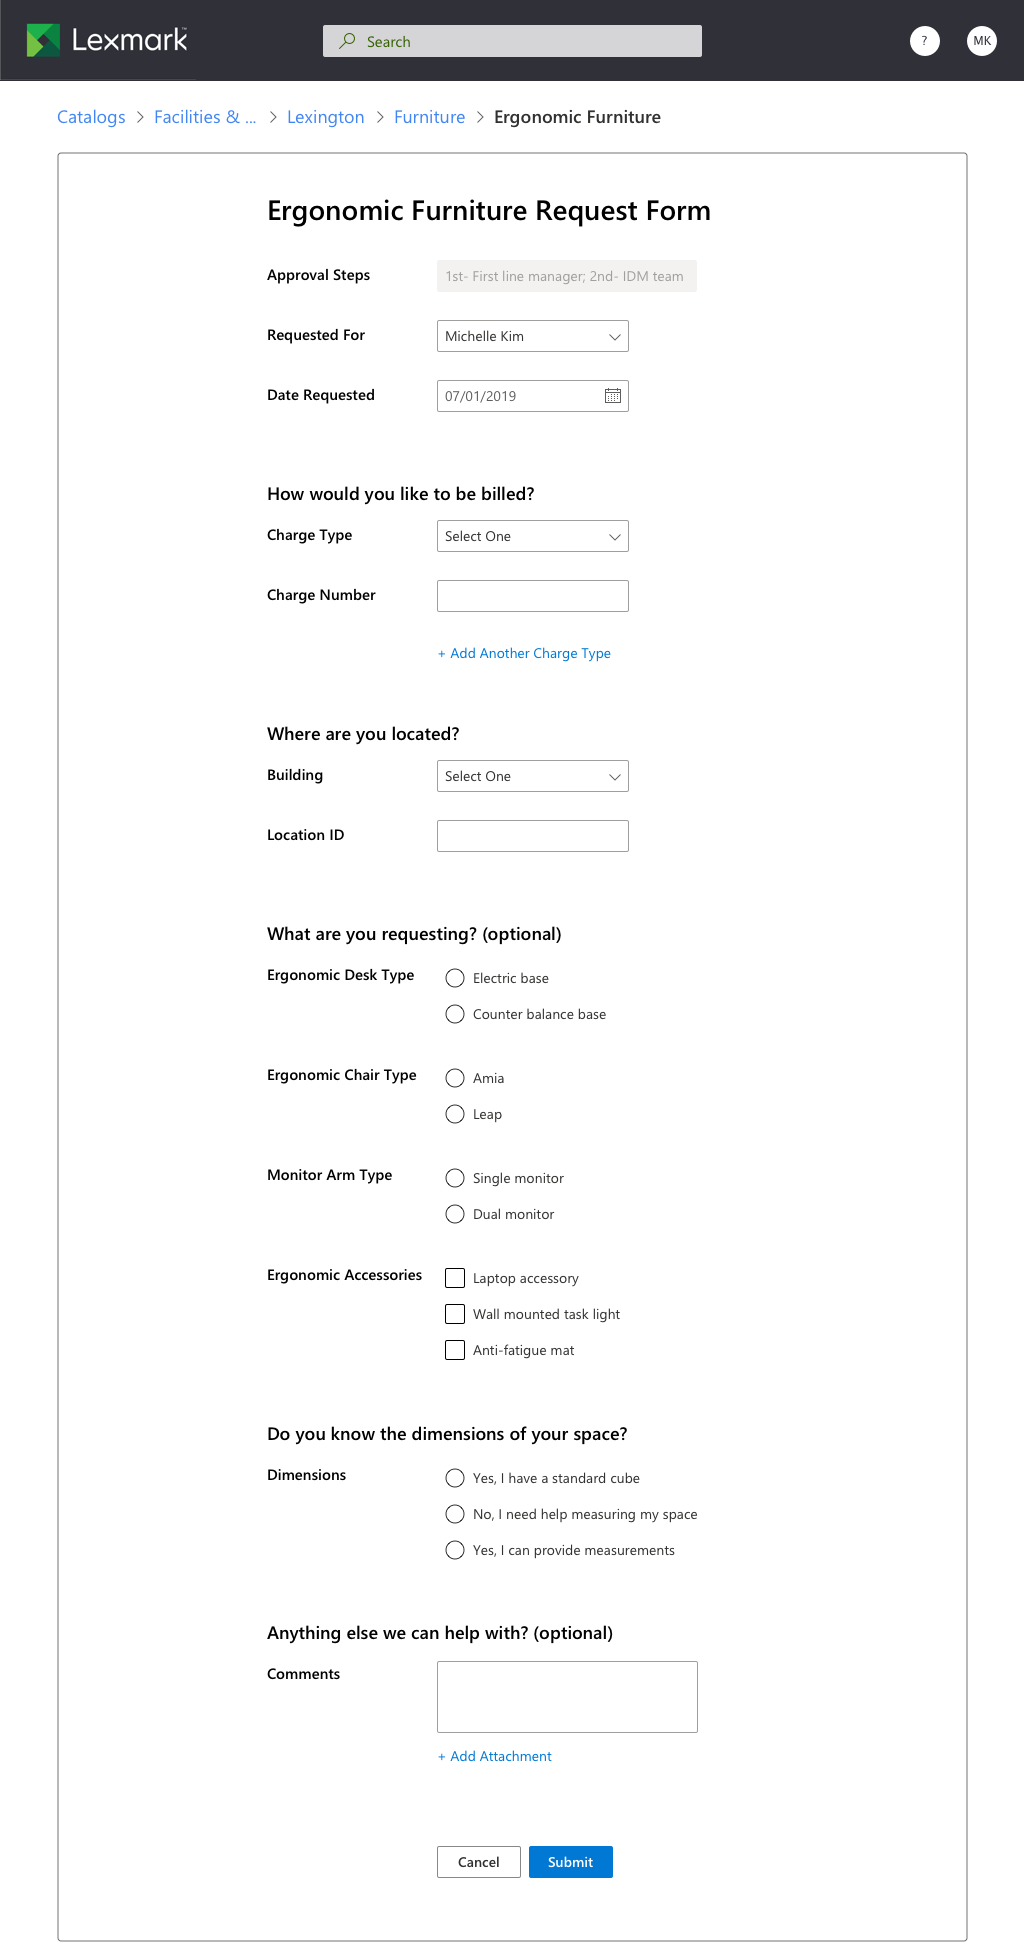 Lexmark™
Search
?
MK
Catalogs > Facilities & ... > Lexington > Furniture > Ergonomic Furniture
Ergonomic Furniture Request Form
Approval Steps
1st- First line manager; 2nd- IDM team
Requested For
Michelle Kim
Date Requested
07/01/2019
How would you like to be billed?
Charge Type
Select One
Charge Number
+ Add Another Charge Type
Where are you located?
Building
Select One
Location ID
What are you requesting? (optional)
Ergonomic Desk Type
Electric base
Counter balance base
Ergonomic Chair Type
Amia
Leap
Monitor Arm Type
Single monitor
Dual monitor
Ergonomic Accessories
Laptop accessory
Wall mounted task light
Anti-fatigue mat
Do you know the dimensions of your space?
Dimensions
Yes, I have a standard cube
No, I need help measuring my space
Yes, I can provide measurements
Anything else we can help with? (optional)
Comments
+ Add Attachment
Cancel
Submit